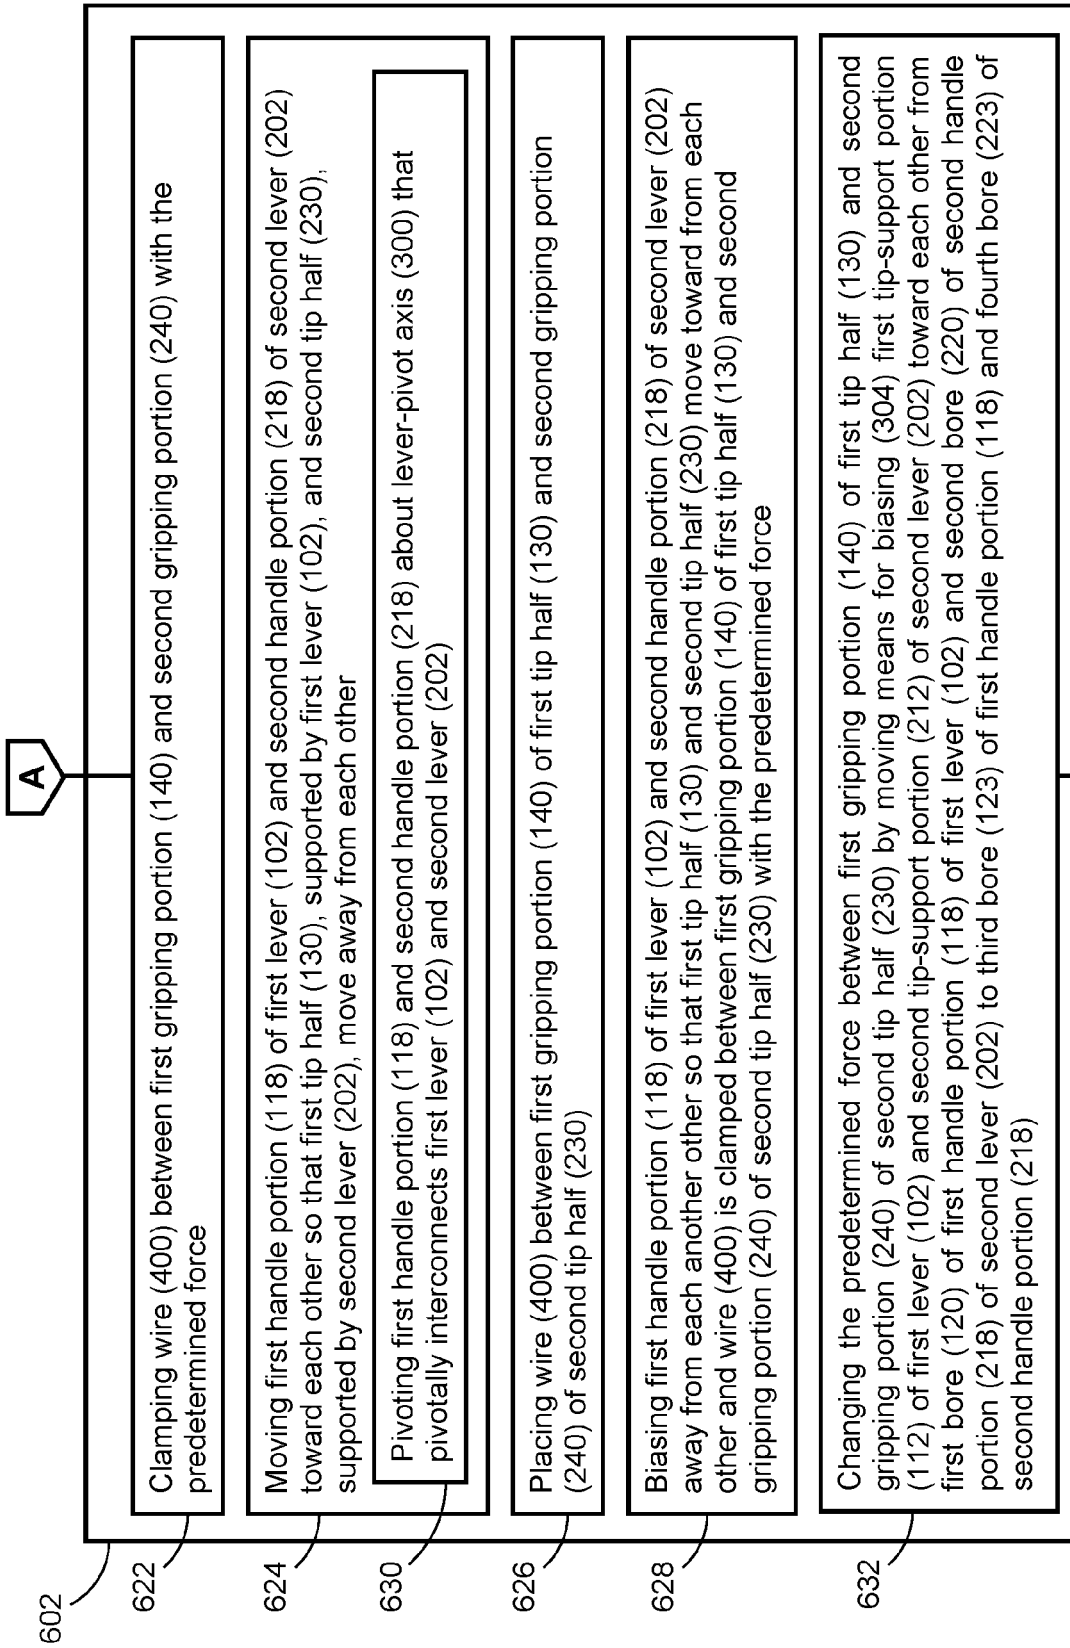 A
602
622
Clamping wire (400) between first gripping portion (140) and second gripping portion (240) with the
predetermined force
624
Moving first handle portion (118) of first lever (102) and second handle portion (218) of second lever (202)
toward each other so that first tip half (130), supported by first lever (102), and second tip half (230),
supported by second lever (202), move away from each other
630
Pivoting first handle portion (118) and second handle portion (218) about lever-pivot axis (300) that
pivotally interconnects first lever (102) and second lever (202)
626
Placing wire (400) between first gripping portion (140) of first tip half (130) and second gripping portion
(240) of second tip half (230)
628
Biasing first handle portion (118) of first lever (102) and second handle portion (218) of second lever (202)
away from each another other so that first tip half (130) and second tip half (230) move toward from each
other and wire (400) is clamped between first gripping portion (140) of first tip half (130) and second
gripping portion (240) of second tip half (230) with the predetermined force
632
Changing the predetermined force between first gripping portion (140) of first tip half (130) and second
gripping portion (240) of second tip half (230) by moving means for biasing (304) first tip-support portion
(112) of first lever (102) and second tip-support portion (212) of second lever (202) toward each other from
first bore (120) of first handle portion (118) of first lever (102) and second bore (220) of second handle
portion (218) of second lever (202) to third bore (123) of first handle portion (118) and fourth bore (223) of
second handle portion (218)